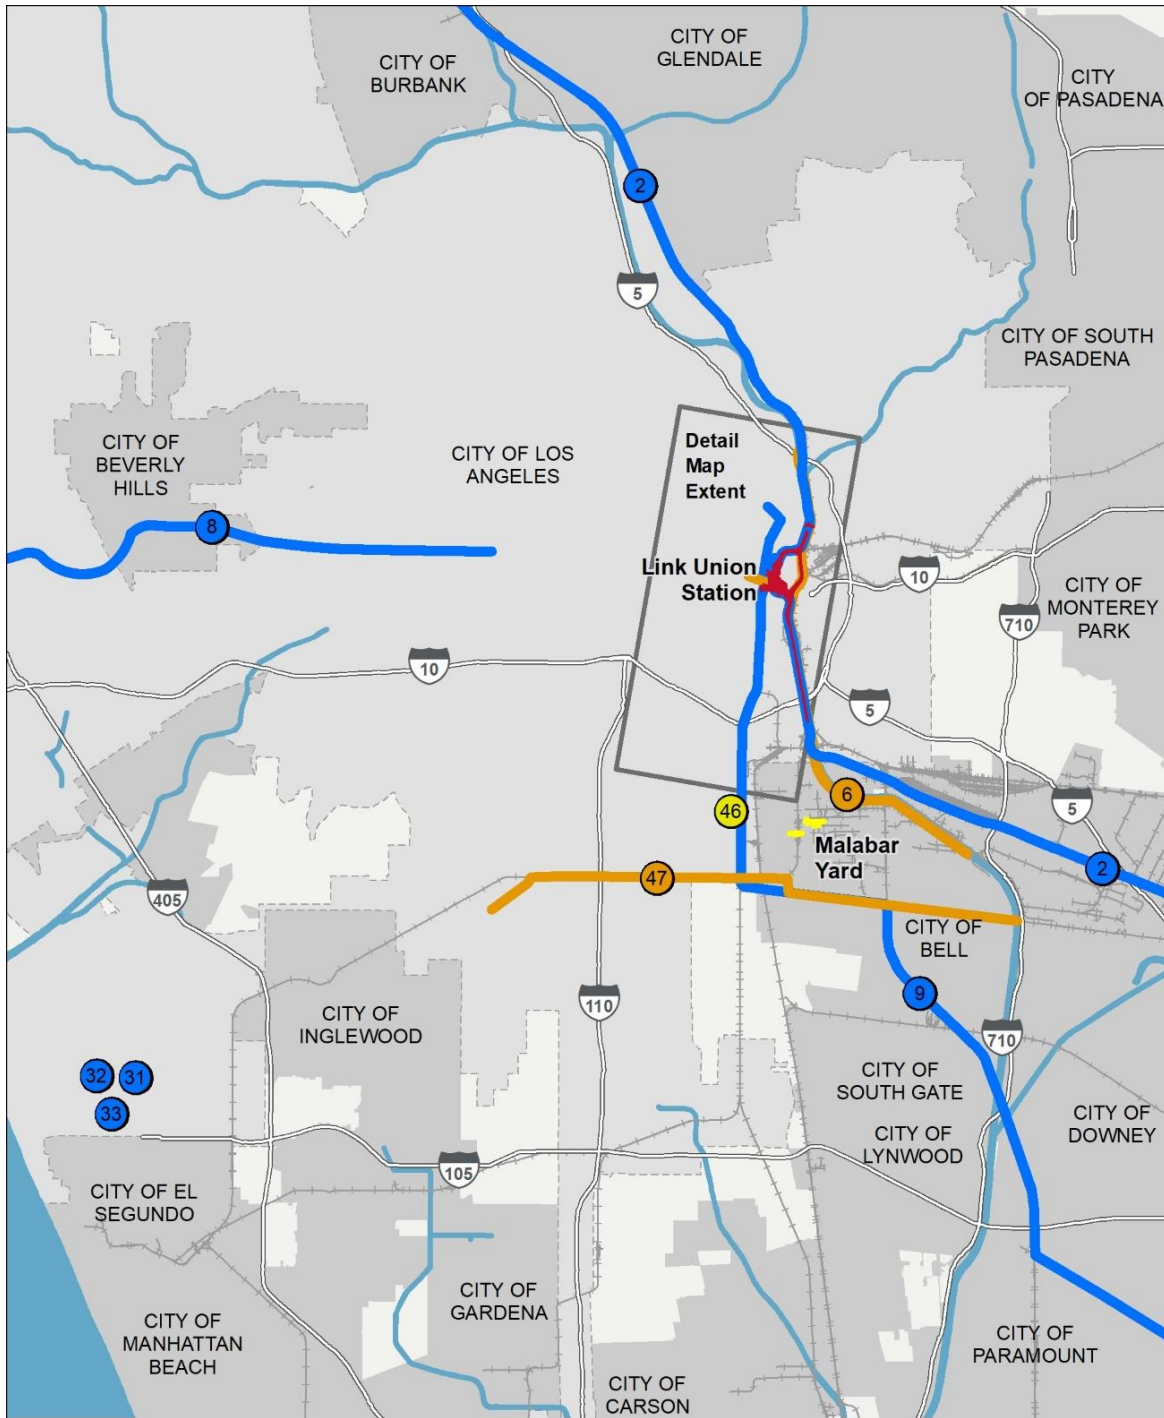 CITY OF
BURBANK
CITY OF
GLENDALE
CITY
OF PASADENA
2
5
CITY OF SOUTH
PASADENA
CITY OF
BEVERLY
HILLS
CITY OF LOS
ANGELES
Detail
Map
Extent
8
Link Union
Station
10
CITY OF
MONTEREY
PARK
710
10
5
46
6
5
Malabar
Yard
2
47
405
CITY OF
BELL
9
110
CITY OF
INGLEWOOD
710
32
31
33
CITY OF
SOUTH GATE
CITY OF
DOWNEY
CITY OF
LYNWOOD
105
CITY OF EL
SEGUNDO
CITY OF
GARDENA
CITY OF
MANHATTAN
BEACH
CITY OF
PARAMOUNT
CITY OF
CARSON